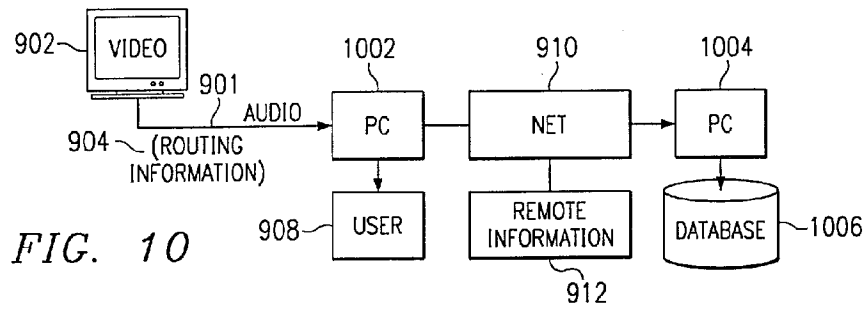 902
VIDEO
901
AUDIO
904
(ROUTING
INFORMATION)
1002
PC
908
USER
910
NET
REMOTE
INFORMATION
912
1004
PC
DATABASE
1006
FIG. 10